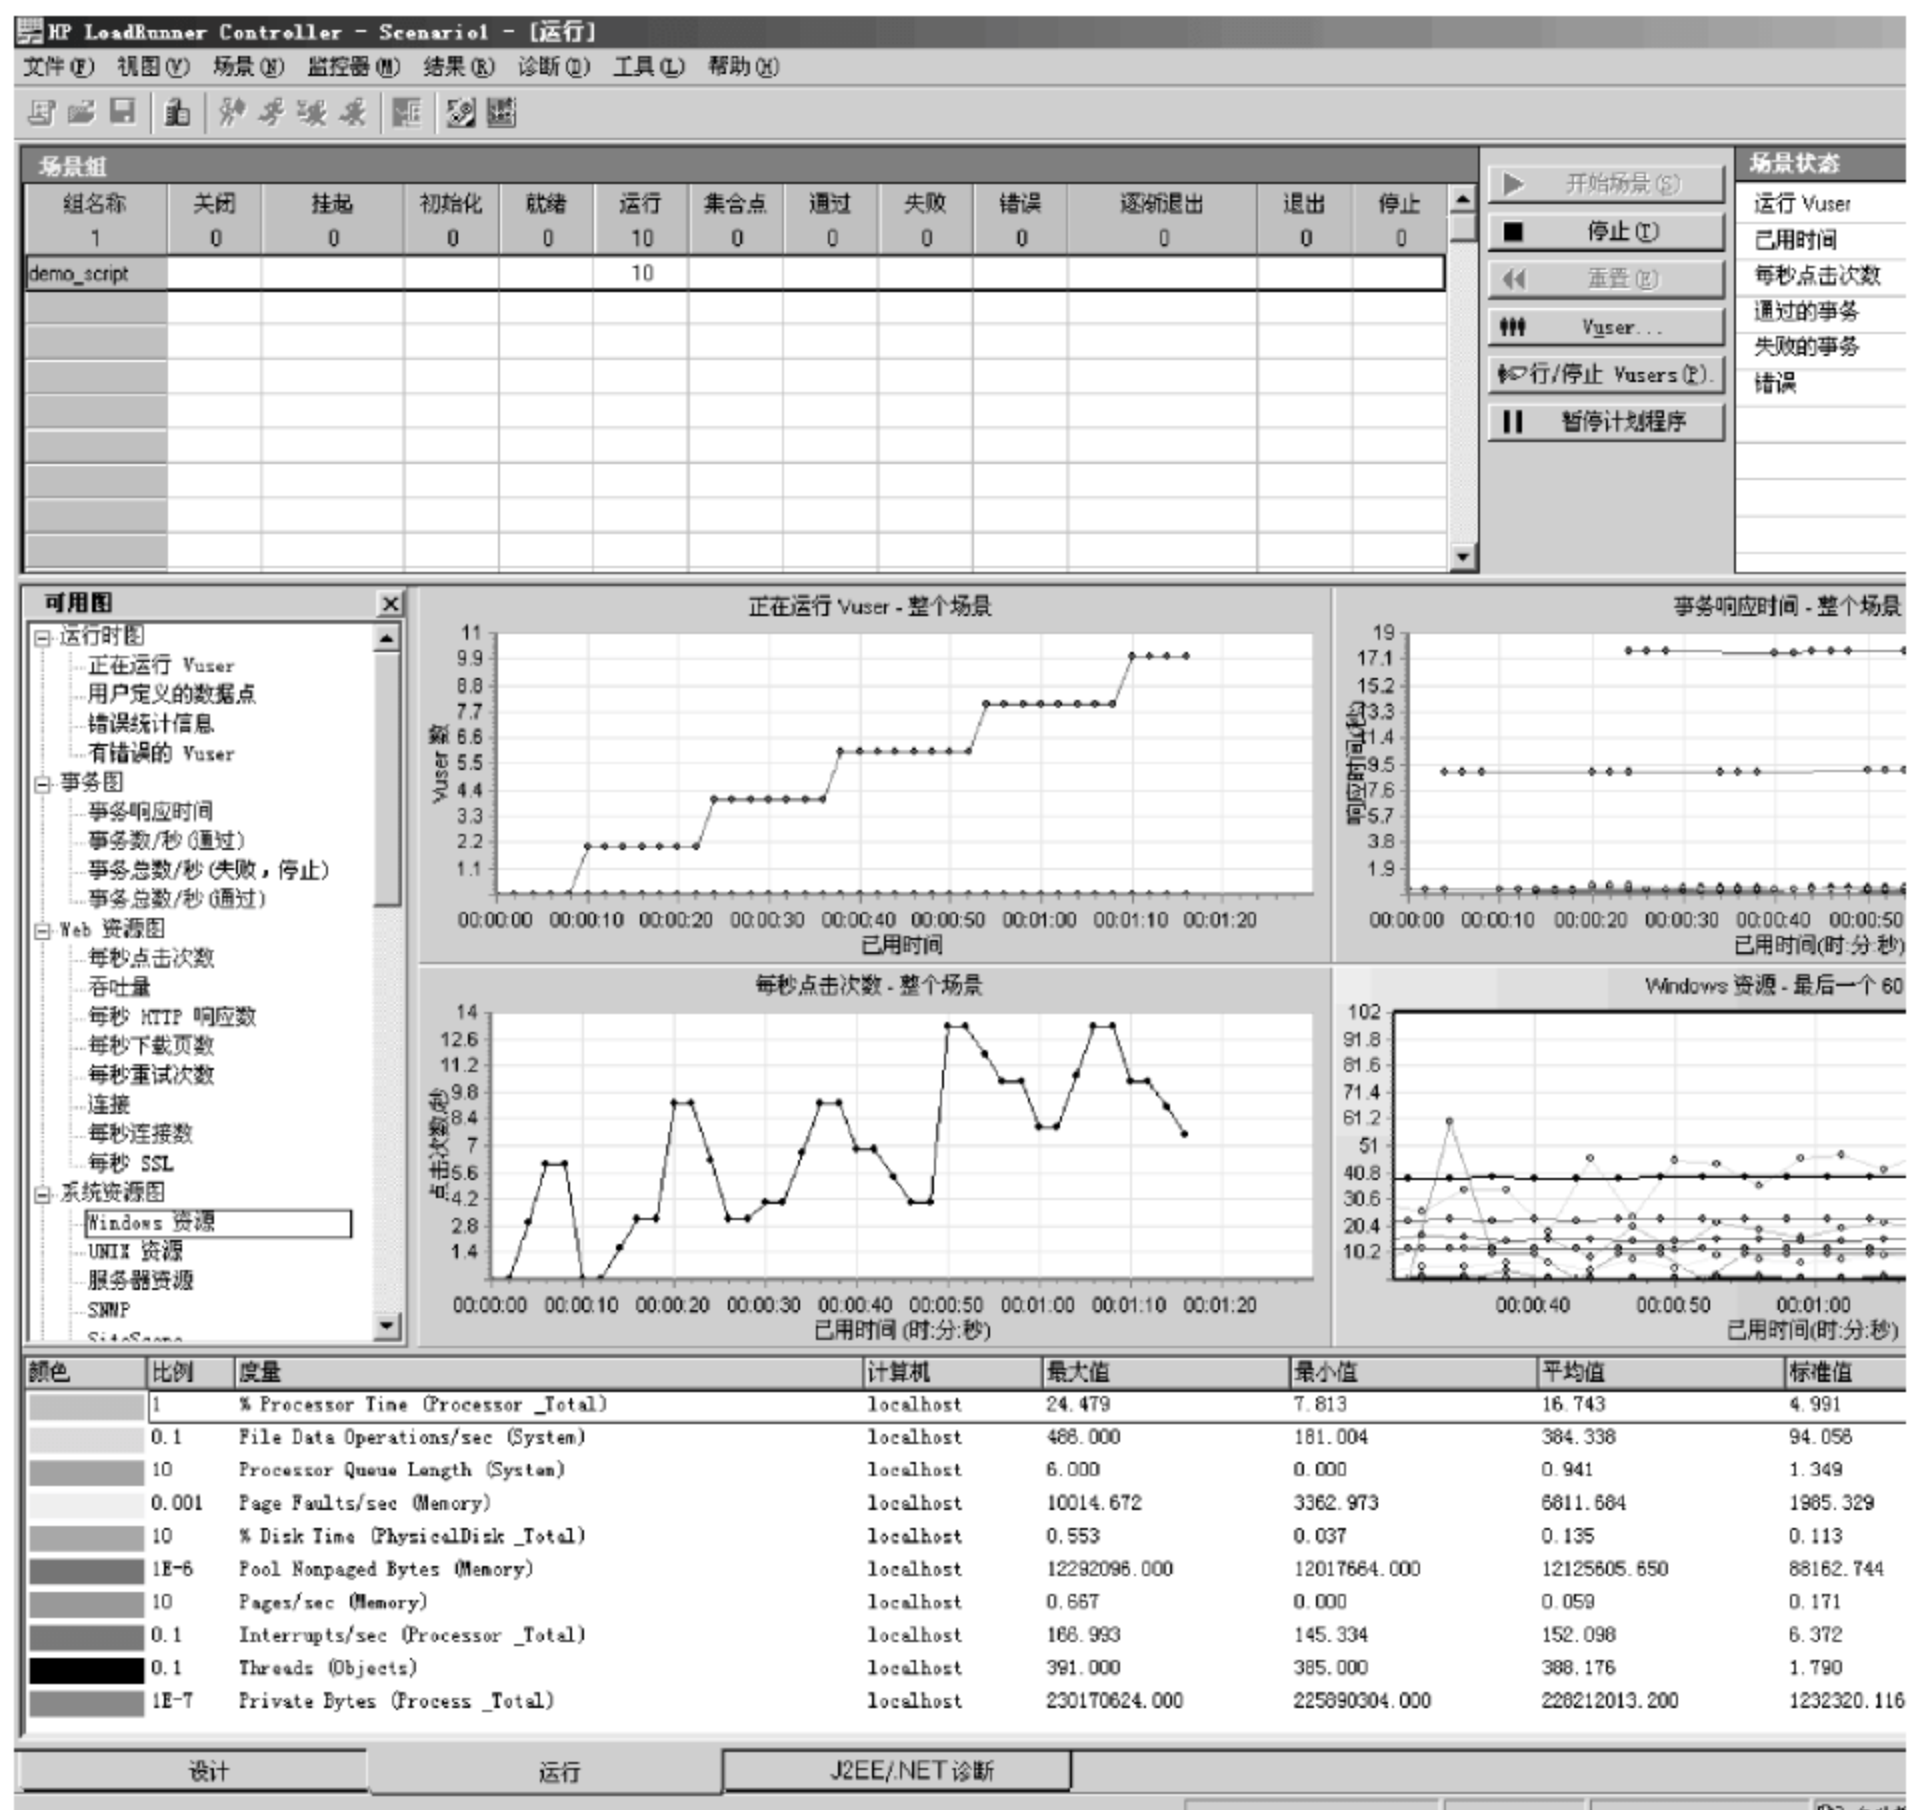 HP LoadRunner Controller - Scenario1 - [运行]
文件(F) 视图(V) 场景(N) 监控器(M) 结果(R) 诊断(D) 工具(L) 帮助(H)
场景组
组名称 关闭 挂起 初始化 就绪 运行 集合点 通过 失败 错误 逐渐退出 退出 停止
1 0 0 0 0 10 0 0 0 0 0 0 0
demo_script 10
开始场景(S)
停止(T)
重置(E)
Vuser...
行/停止 Vusers(P).
暂停计划程序
场景状态
运行 Vuser
已用时间
每秒点击次数
通过的事务
失败的事务
错误
可用图
运行时图
正在运行 Vuser
用户定义的数据点
错误统计信息
有错误的 Vuser
事务图
事务响应时间
事务数/秒(通过)
事务总数/秒(失败,停止)
事务总数/秒(通过)
Web 资源图
每秒点击次数
吞吐量
每秒 HTTP 响应数
每秒下载页数
每秒重试次数
连接
每秒连接数
每秒 SSL
系统资源图
Windows 资源
UNIX 资源
服务器资源
SNMP
SiteScope
正在运行 Vuser - 整个场景
Vuser 数
11
9.9
8.8
7.7
6.6
5.5
4.4
3.3
2.2
1.1
00:00:00 00:00:10 00:00:20 00:00:30 00:00:40 00:00:50 00:01:00 00:01:10 00:01:20
已用时间
事务响应时间 - 整个场景
响应时间(秒)
19
17.1
15.2
13.3
11.4
9.5
7.6
5.7
3.8
1.9
00:00:00 00:00:10 00:00:20 00:00:30 00:00:40 00:00:50
已用时间(时:分:秒)
每秒点击次数 - 整个场景
点击次数/秒
14
12.6
11.2
9.8
8.4
7
5.6
4.2
2.8
1.4
00:00:00 00:00:10 00:00:20 00:00:30 00:00:40 00:00:50 00:01:00 00:01:10 00:01:20
已用时间 (时:分:秒)
Windows 资源 - 最后一个 60
102
91.8
81.6
71.4
61.2
51
40.8
30.6
20.4
10.2
00:00:40 00:00:50 00:01:00
已用时间(时:分:秒)
颜色 比例 度量 计算机 最大值 最小值 平均值 标准值
1 % Processor Time (Processor _Total) localhost 24.479 7.813 16.743 4.991
0.1 File Data Operations/sec (System) localhost 486.000 181.004 384.338 94.056
10 Processor Queue Length (System) localhost 6.000 0.000 0.941 1.349
0.001 Page Faults/sec (Memory) localhost 10014.672 3362.973 6811.684 1985.329
10 % Disk Time (PhysicalDisk _Total) localhost 0.553 0.037 0.135 0.113
1E-6 Pool Nonpaged Bytes (Memory) localhost 12292096.000 12017664.000 12125605.650 88162.744
10 Pages/sec (Memory) localhost 0.667 0.000 0.059 0.171
0.1 Interrupts/sec (Processor _Total) localhost 166.993 145.334 152.098 6.372
0.1 Threads (Objects) localhost 391.000 385.000 388.176 1.790
1E-7 Private Bytes (Process _Total) localhost 230170624.000 225890304.000 228212013.200 1232320.116
设计 运行 J2EE/.NET 诊断